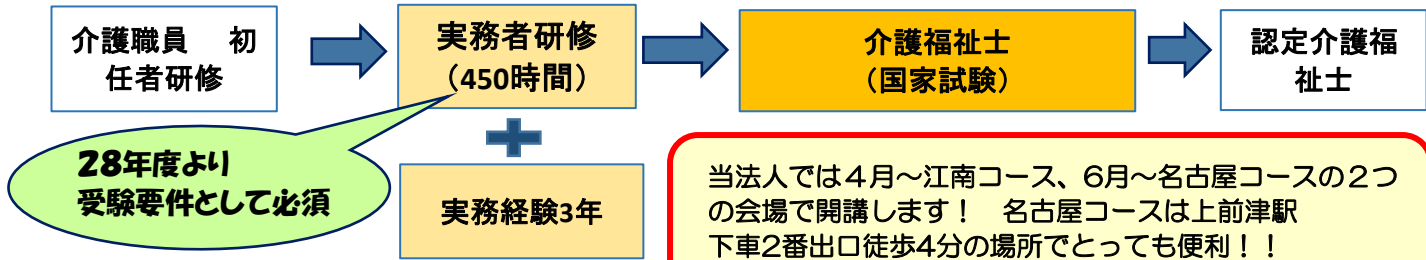 介護職員　初
任者研修
実務者研修
（450時間）
介護福祉士
（国家試験）
認定介護福
祉士
28年度より
受験要件として必須
実務経験3年
当法人では４月～江南コース、6月～名古屋コースの２つ
の会場で開講します！　名古屋コースは上前津駅
下車2番出口徒歩4分の場所でとっても便利！！